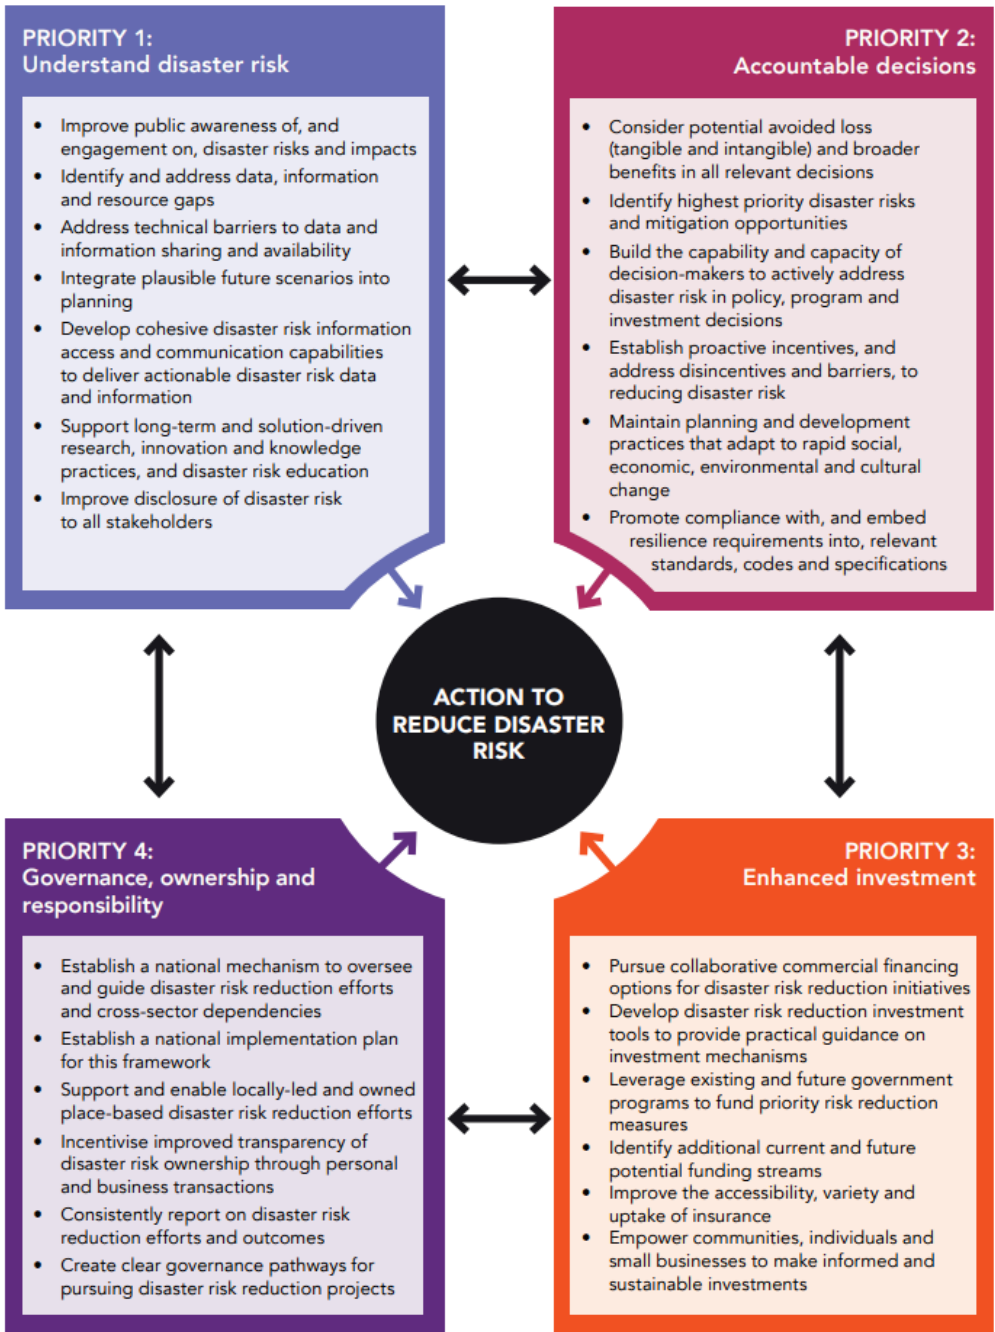 PRIORITY 1:
Understand disaster risk
• Improve public awareness of, and
engagement on, disaster risks and impacts
• Identify and address data, information
and resource gaps
• Address technical barriers to data and
information sharing and availability
• Integrate plausible future scenarios into
planning
• Develop cohesive disaster risk information
access and communication capabilities
to deliver actionable disaster risk data
and information
• Support long-term and solution-driven
research, innovation and knowledge
practices, and disaster risk education
• Improve disclosure of disaster risk
to all stakeholders
PRIORITY 2:
Accountable decisions
• Consider potential avoided loss
(tangible and intangible) and broader
benefits in all relevant decisions
• Identify highest priority disaster risks
and mitigation opportunities
• Build the capability and capacity of
decision-makers to actively address
disaster risk in policy, program and
investment decisions
• Establish proactive incentives, and
address disincentives and barriers, to
reducing disaster risk
• Maintain planning and development
practices that adapt to rapid social,
economic, environmental and cultural
change
• Promote compliance with, and embed
resilience requirements into, relevant
standards, codes and specifications
ACTION TO
REDUCE DISASTER
RISK
PRIORITY 4:
Governance, ownership and
responsibility
• Establish a national mechanism to oversee
and guide disaster risk reduction efforts
and cross-sector dependencies
• Establish a national implementation plan
for this framework
• Support and enable locally-led and owned
place-based disaster risk reduction efforts
• Incentivise improved transparency of
disaster risk ownership through personal
and business transactions
• Consistently report on disaster risk
reduction efforts and outcomes
• Create clear governance pathways for
pursuing disaster risk reduction projects
PRIORITY 3:
Enhanced investment
• Pursue collaborative commercial financing
options for disaster risk reduction initiatives
• Develop disaster risk reduction investment
tools to provide practical guidance on
investment mechanisms
• Leverage existing and future government
programs to fund priority risk reduction
measures
• Identify additional current and future
potential funding streams
• Improve the accessibility, variety and
uptake of insurance
• Empower communities, individuals and
small businesses to make informed and
sustainable investments